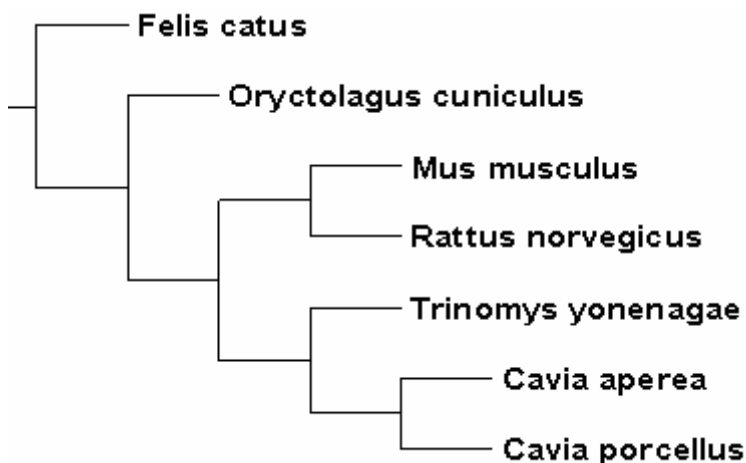 Felis catus
Oryctolagus cuniculus
Mus musculus
Rattus norvegicus
Trinomys yonenagae
Cavia aperea
Cavia porcellus